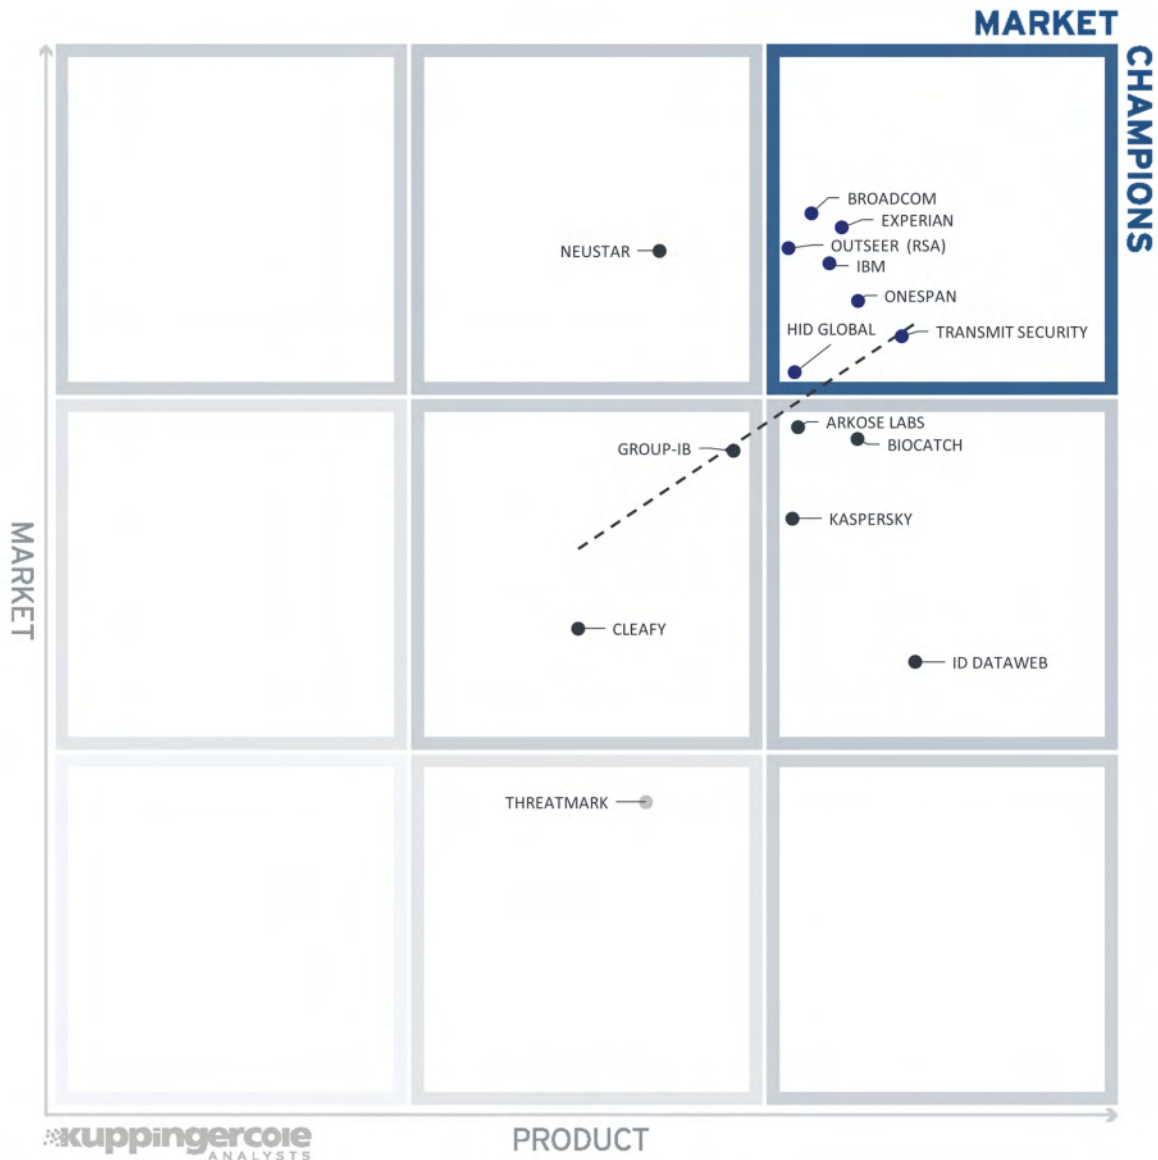 MARKET
CHAMPIONS
BROADCOM
EXPERIAN
OUTSEER (RSA)
NEUSTAR
IBM
ONESPAN
HID GLOBAL
TRANSMIT SECURITY
ARKOSE LABS
BIOCATCH
GROUP-IB
KASPERSKY
MARKET
CLEAFY
ID DATAWEB
THREATMARK
kuppingercole
ANALYSTS
PRODUCT